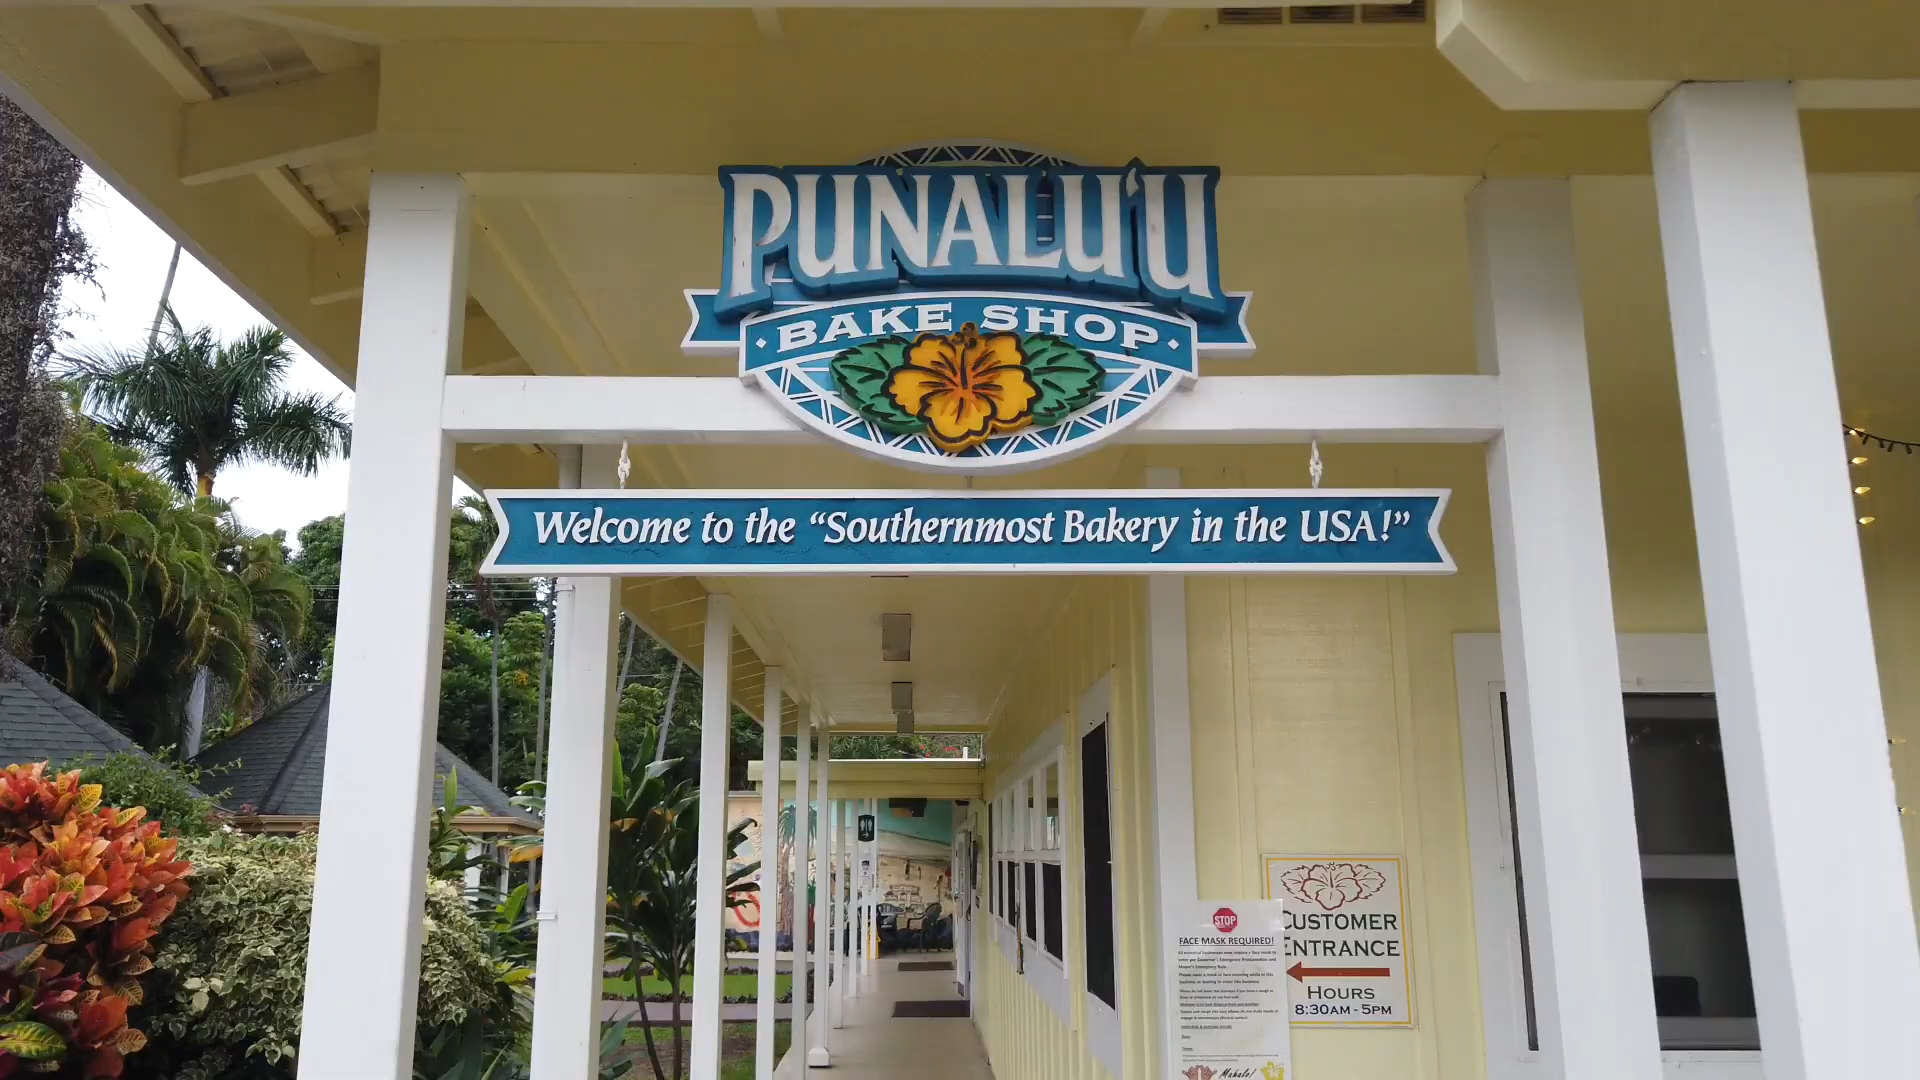 PUNALU'U
· BAKE SHOP ·
Welcome to the “Southernmost Bakery in the USA!”
STOP
FACE MASK REQUIRED!
Mahalo!
CUSTOMER
ENTRANCE
HOURS
8:30AM - 5PM